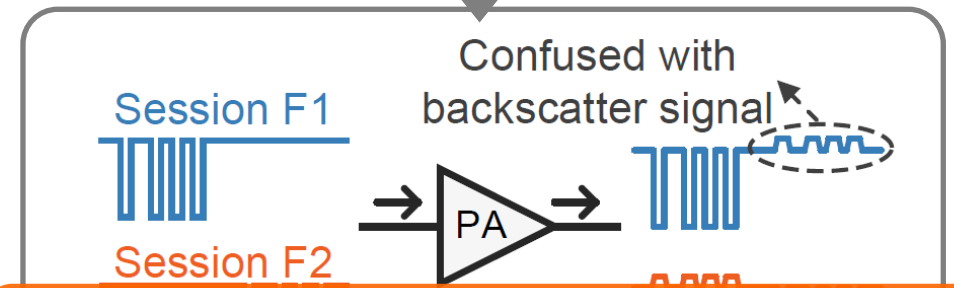 Confused with
backscatter signal
Session F1
PA
Session F2